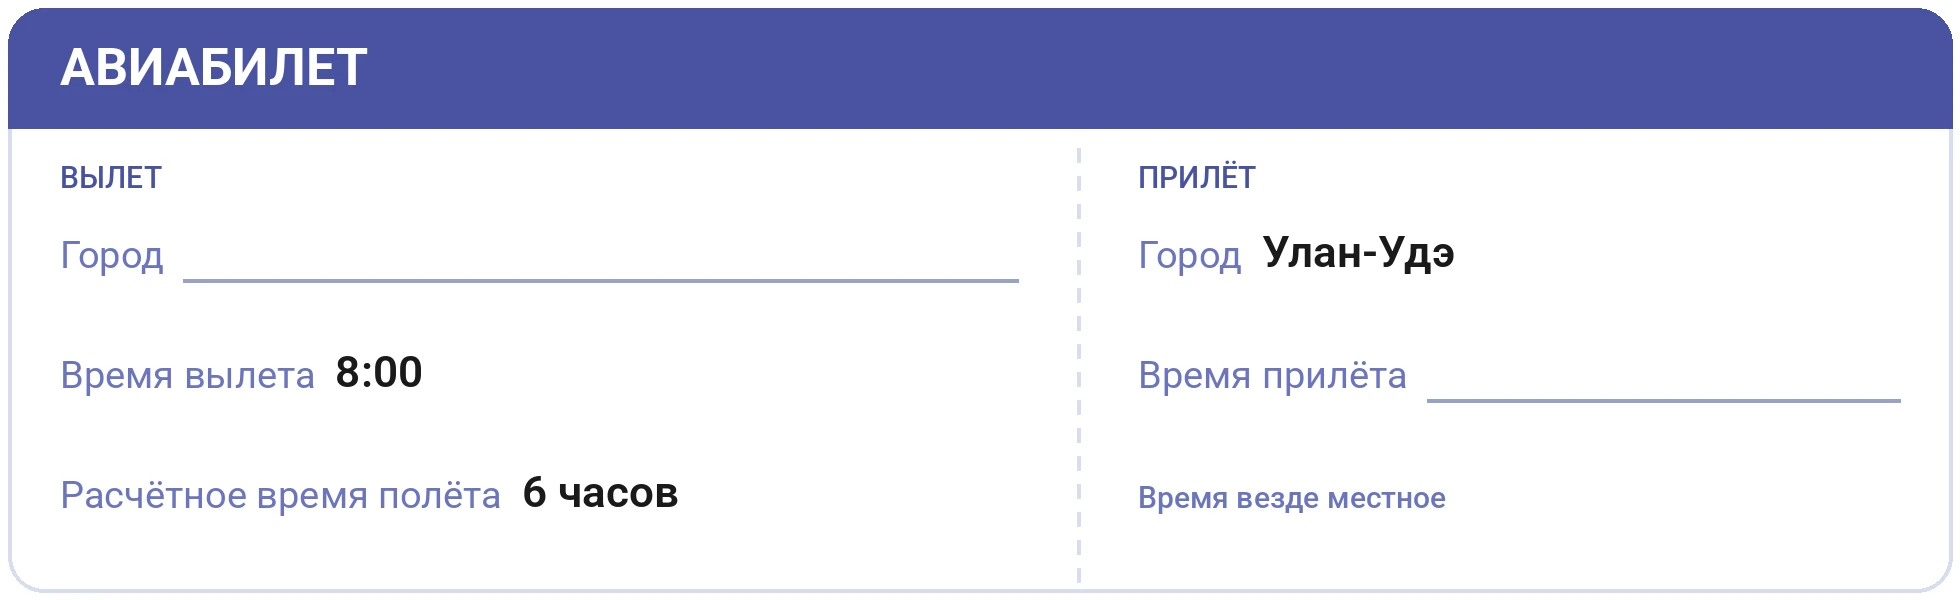 АВИАБИЛЕТ
ВЫЛЕТ
Город
Время вылета 8:00
Расчётное время полёта 6 часов
ПРИЛЁТ
Город Улан-Удэ
Время прилёта
Время везде местное